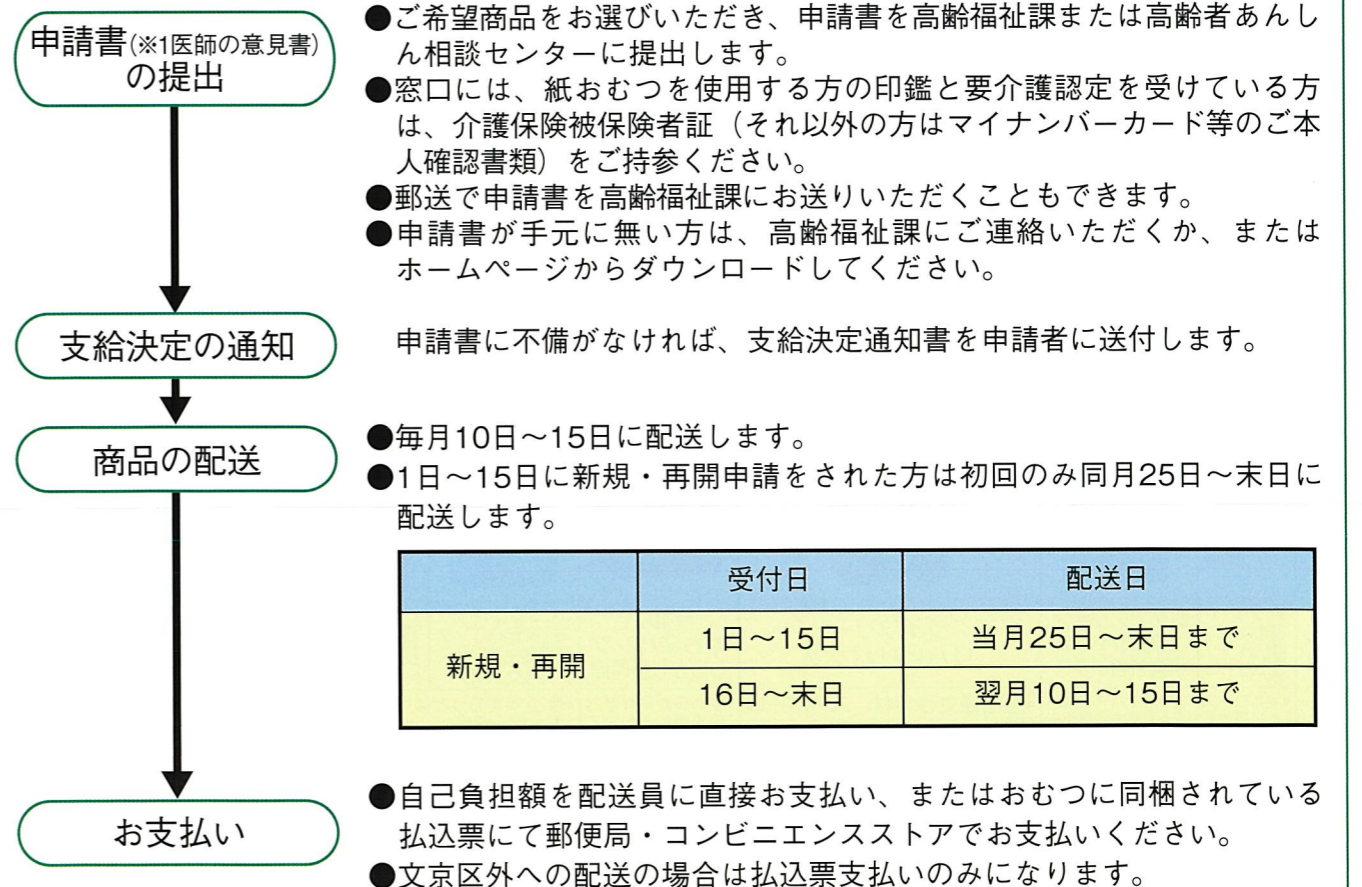 申請書(※1医師の意見書)
の提出
●ご希望商品をお選びいただき、申請書を高齢福祉課または高齢者あんし
ん相談センターに提出します。
●窓口には、紙おむつを使用する方の印鑑と要介護認定を受けている方
は、介護保険被保険者証（それ以外の方はマイナンバーカード等のご本
人確認書類）をご持参ください。
●郵送で申請書を高齢福祉課にお送りいただくこともできます。
●申請書が手元に無い方は、高齢福祉課にご連絡いただくか、または
ホームページからダウンロードしてください。
支給決定の通知
申請書に不備がなければ、支給決定通知書を申請者に送付します。
商品の配送
●毎月10日～15日に配送します。
●1日～15日に新規・再開申請をされた方は初回のみ同月25日～末日に
配送します。
受付日 配送日
新規・再開
1日～15日 当月25日～末日まで
16日～末日 翌月10日～15日まで
お支払い
●自己負担額を配送員に直接お支払い、またはおむつに同梱されている
払込票にて郵便局・コンビニエンスストアでお支払いください。
●文京区外への配送の場合は払込票支払いのみになります。